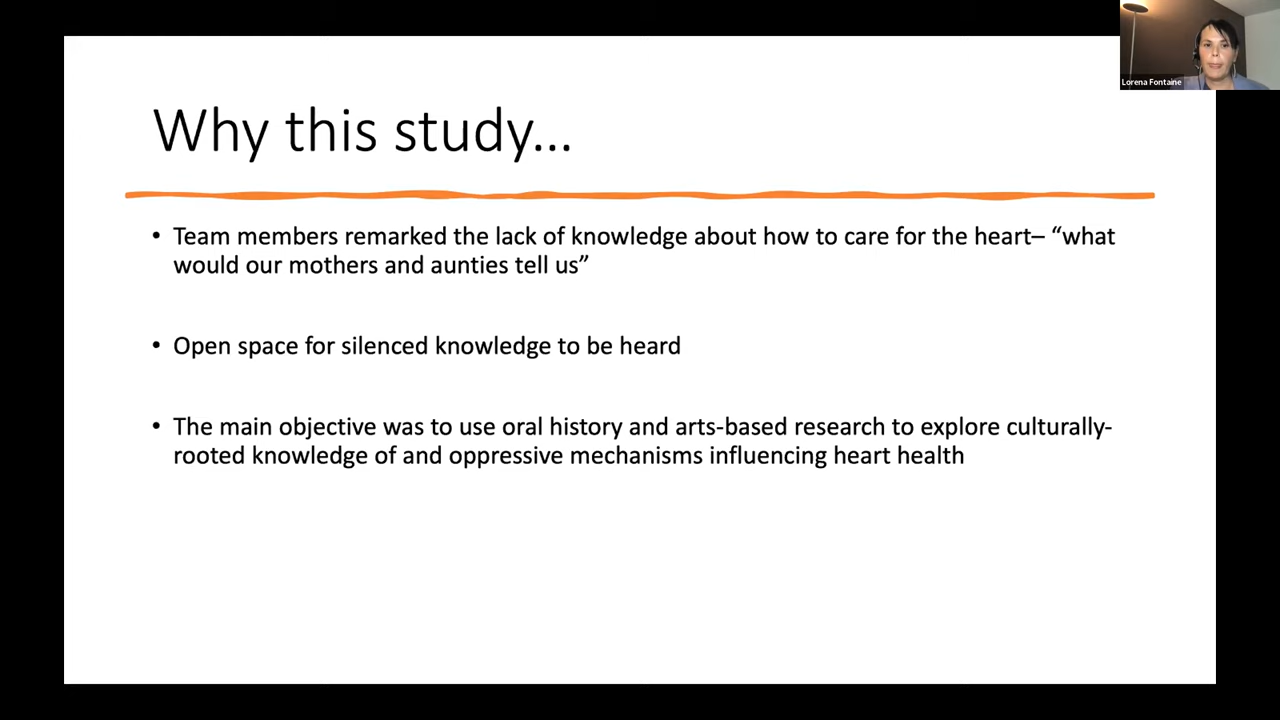 Lorena Fontaine
Why this study...
• Team members remarked the lack of knowledge about how to care for the heart– “what
would our mothers and aunties tell us”
• Open space for silenced knowledge to be heard
• The main objective was to use oral history and arts-based research to explore culturally-
rooted knowledge of and oppressive mechanisms influencing heart health